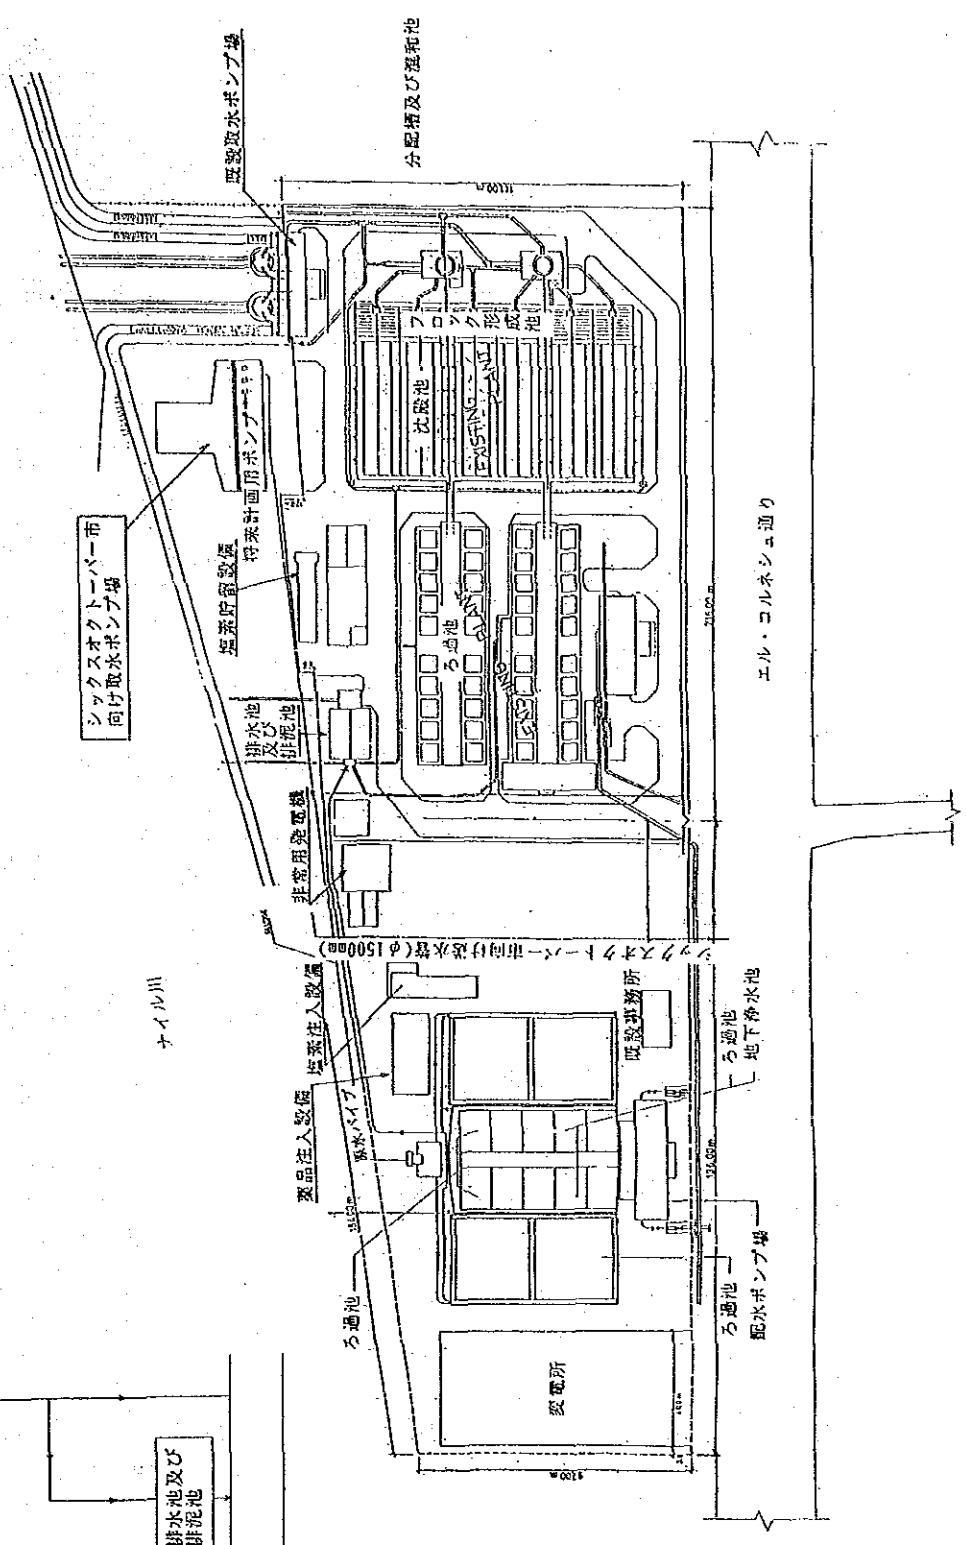 既設取水ポンプ場
分配槽及び混和池
シックスオクトーバー市
向け取水ポンプ場
将来計画用ポンプ
フロック形成池
沈殿池
EXISTING PLANT
塩素貯留設備
ろ過池
EXISTING
排水池
及び
排泥池
非常用発電機
シックスオクトーバー市向け送水管(φ1500mm)
ナイル川
エル・コルネシュ通り
塩素注入設備
薬品注入設備
既設事務所
ろ過池
地下浄水池
ろ過池
ろ過池
配水ポンプ場
変電所
排水池及び
排泥池